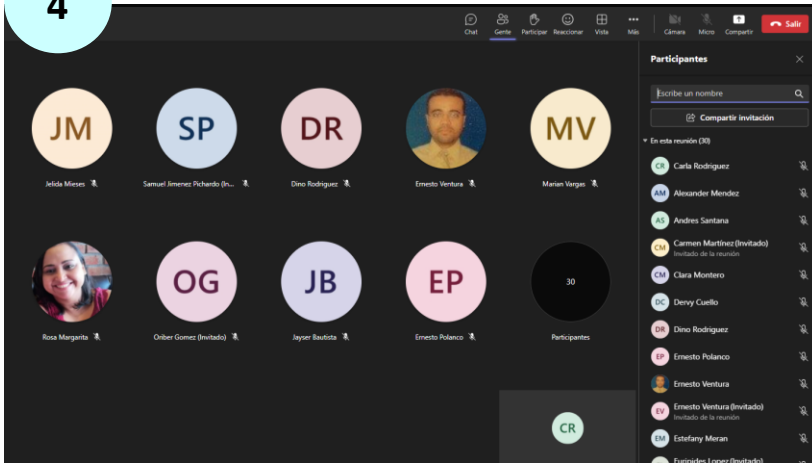 4
Chat Gente Participar Reaccionar Vista Más Cámara Micro Compartir Salir
JM
Jelida Mieses
SP
Samuel Jimenez Pichardo (In...
DR
Dino Rodriguez
Ernesto Ventura
MV
Marian Vargas
Rosa Margarita
OG
Oriber Gomez (Invitado)
JB
Jayser Bautista
EP
Ernesto Polanco
30
Participantes
CR
Participantes
Escribe un nombre
Compartir invitación
En esta reunión (30)
CR Carla Rodriguez
AM Alexander Mendez
AS Andres Santana
CM Carmen Martínez (Invitado)
Invitado de la reunión
CM Clara Montero
DC Dervy Cuello
DR Dino Rodriguez
EP Ernesto Polanco
Ernesto Ventura
EV Ernesto Ventura (Invitado)
Invitado de la reunión
EM Estefany Meran
Euripides Lopez (Invitado)